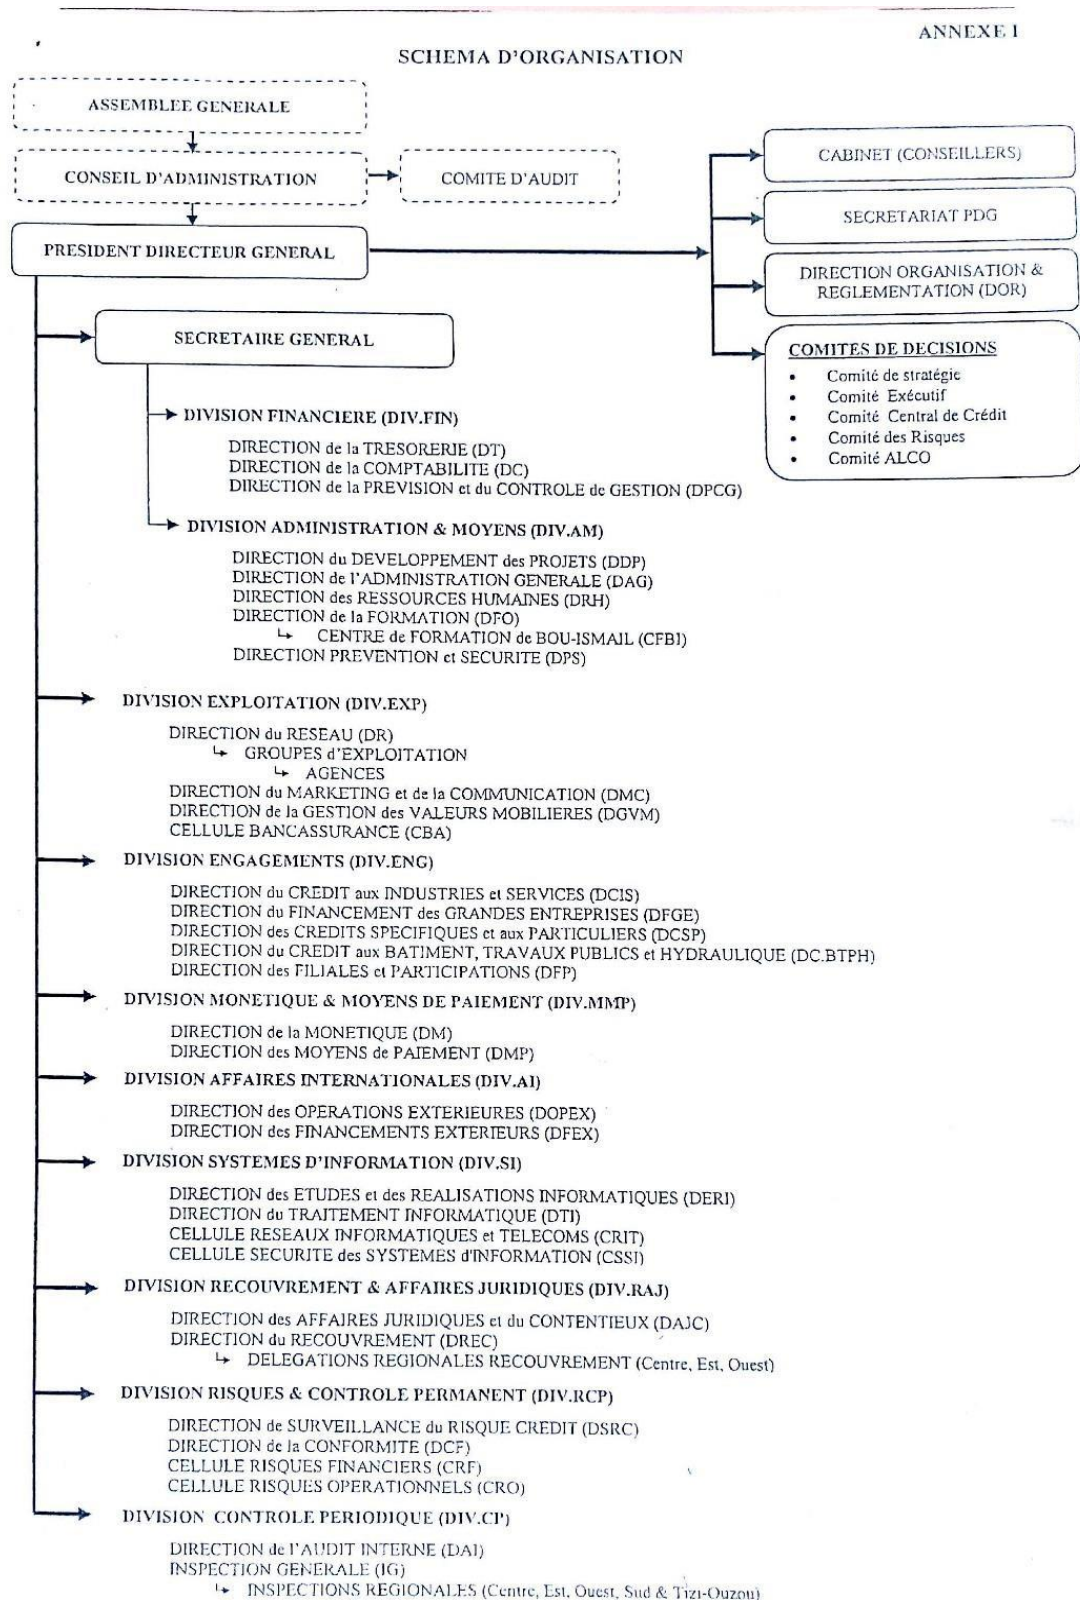 ANNEXE I
SCHEMA D'ORGANISATION
ASSEMBLEE GENERALE
CONSEIL D'ADMINISTRATION
COMITE D'AUDIT
PRESIDENT DIRECTEUR GENERAL
CABINET (CONSEILLERS)
SECRETARIAT PDG
DIRECTION ORGANISATION &
REGLEMENTATION (DOR)
COMITES DE DECISIONS
• Comité de stratégie
• Comité Exécutif
• Comité Central de Crédit
• Comité des Risques
• Comité ALCO
SECRETAIRE GENERAL
DIVISION FINANCIERE (DIV.FIN)
DIRECTION de la TRESORERIE (DT)
DIRECTION de la COMPTABILITE (DC)
DIRECTION de la PREVISION et du CONTROLE de GESTION (DPCG)
DIVISION ADMINISTRATION & MOYENS (DIV.AM)
DIRECTION du DEVELOPPEMENT des PROJETS (DDP)
DIRECTION de l'ADMINISTRATION GENERALE (DAG)
DIRECTION des RESSOURCES HUMAINES (DRH)
DIRECTION de la FORMATION (DFO)
CENTRE de FORMATION de BOU-ISMAIL (CFBI)
DIRECTION PREVENTION et SECURITE (DPS)
DIVISION EXPLOITATION (DIV.EXP)
DIRECTION du RESEAU (DR)
GROUPES d'EXPLOITATION
AGENCES
DIRECTION du MARKETING et de la COMMUNICATION (DMC)
DIRECTION de la GESTION des VALEURS MOBILIERES (DGVM)
CELLULE BANCASSURANCE (CBA)
DIVISION ENGAGEMENTS (DIV.ENG)
DIRECTION du CREDIT aux INDUSTRIES et SERVICES (DCIS)
DIRECTION du FINANCEMENT des GRANDES ENTREPRISES (DFGE)
DIRECTION des CREDITS SPECIFIQUES et aux PARTICULIERS (DCSP)
DIRECTION du CREDIT aux BATIMENT, TRAVAUX PUBLICS et HYDRAULIQUE (DC.BTPH)
DIRECTION des FILIALES et PARTICIPATIONS (DFP)
DIVISION MONETIQUE & MOYENS DE PAIEMENT (DIV.MMP)
DIRECTION de la MONETIQUE (DM)
DIRECTION des MOYENS de PAIEMENT (DMP)
DIVISION AFFAIRES INTERNATIONALES (DIV.AI)
DIRECTION des OPERATIONS EXTERIEURES (DOPEX)
DIRECTION des FINANCEMENTS EXTERIEURS (DFEX)
DIVISION SYSTEMES D'INFORMATION (DIV.SI)
DIRECTION des ETUDES et des REALISATIONS INFORMATIQUES (DERI)
DIRECTION du TRAITEMENT INFORMATIQUE (DTI)
CELLULE RESEAUX INFORMATIQUES et TELECOMS (CRIT)
CELLULE SECURITE des SYSTEMES d'INFORMATION (CSSI)
DIVISION RECOUVREMENT & AFFAIRES JURIDIQUES (DIV.RAJ)
DIRECTION des AFFAIRES JURIDIQUES et du CONTENTIEUX (DAJC)
DIRECTION du RECOUVREMENT (DREC)
DELEGATIONS REGIONALES RECOUVREMENT (Centre, Est, Ouest)
DIVISION RISQUES & CONTROLE PERMANENT (DIV.RCP)
DIRECTION de SURVEILLANCE du RISQUE CREDIT (DSRC)
DIRECTION de la CONFORMITE (DCF)
CELLULE RISQUES FINANCIERS (CRF)
CELLULE RISQUES OPERATIONNELS (CRO)
DIVISION CONTROLE PERIODIQUE (DIV.CP)
DIRECTION de l'AUDIT INTERNE (DAI)
INSPECTION GENERALE (IG)
INSPECTIONS REGIONALES (Centre, Est, Ouest, Sud & Tizi-Ouzou)